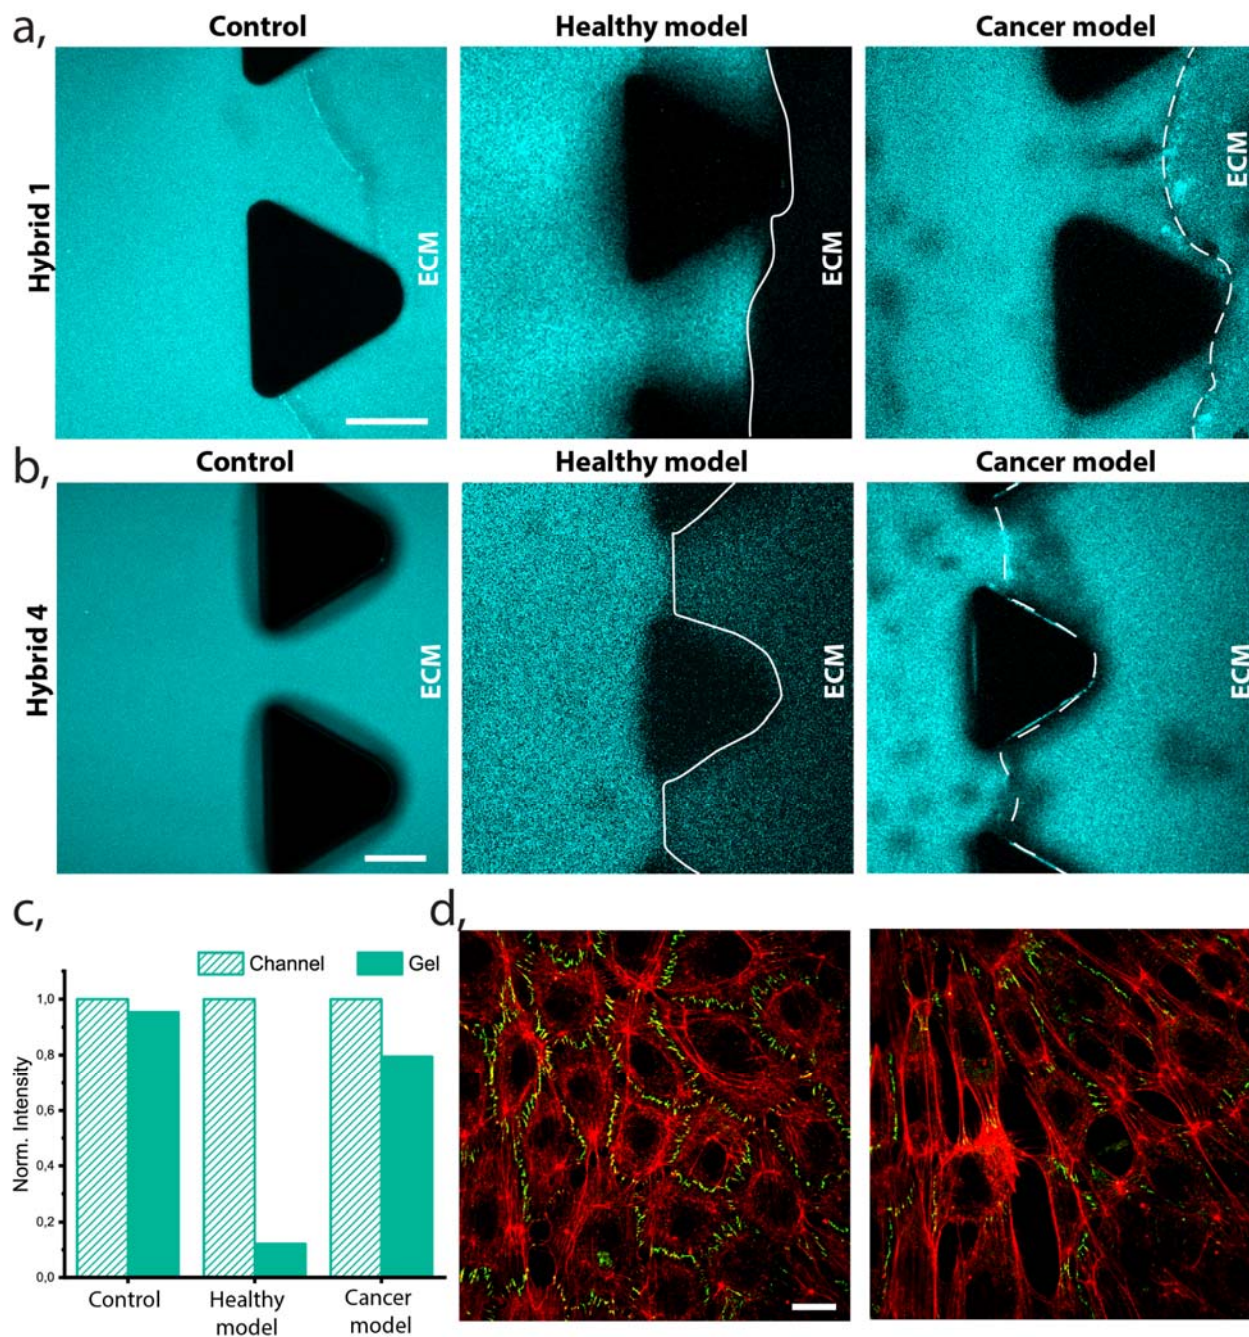 a,
Control
Healthy model
Cancer model
Hybrid 1
ECM
ECM
ECM
b,
Control
Healthy model
Cancer model
Hybrid 4
ECM
ECM
ECM
c,
Channel
Gel
Norm. Intensity
1,0
0,8
0,6
0,4
0,2
0,0
Control
Healthy
model
Cancer
model
d,